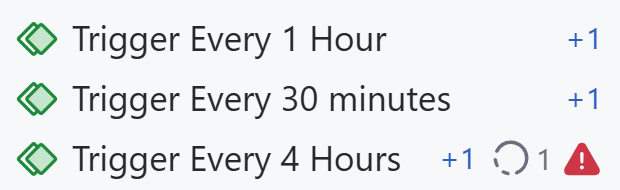 Trigger Every 1 Hour +1
Trigger Every 30 minutes +1
Trigger Every 4 Hours +1 1